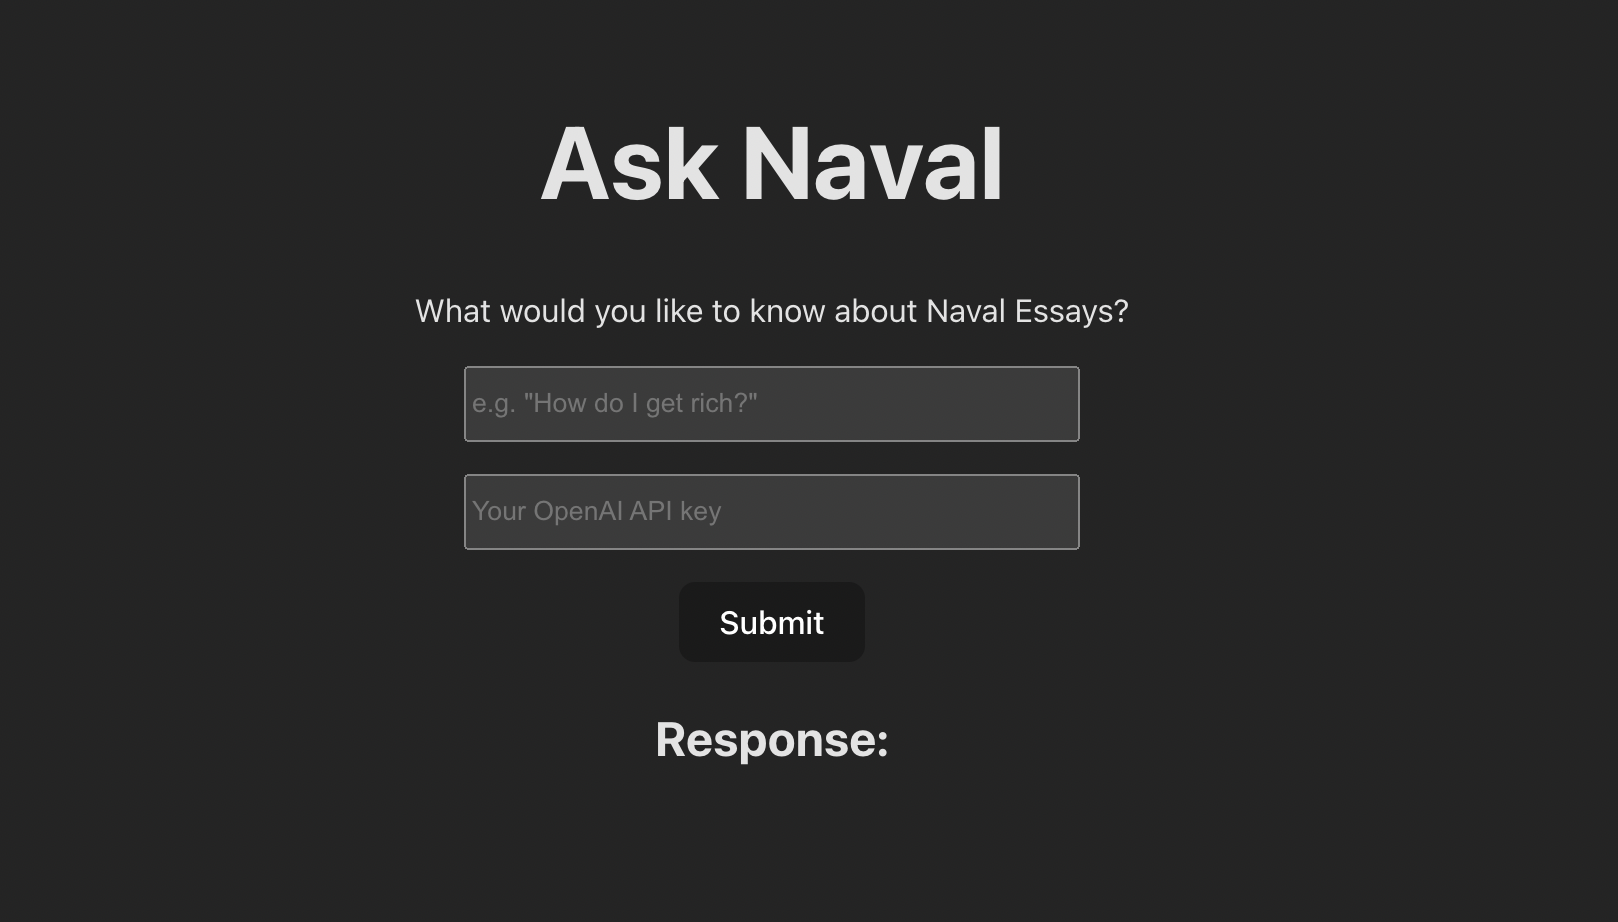 Ask Naval
What would you like to know about Naval Essays?
e.g. "How do I get rich?"
Your OpenAI API key
Submit
Response: